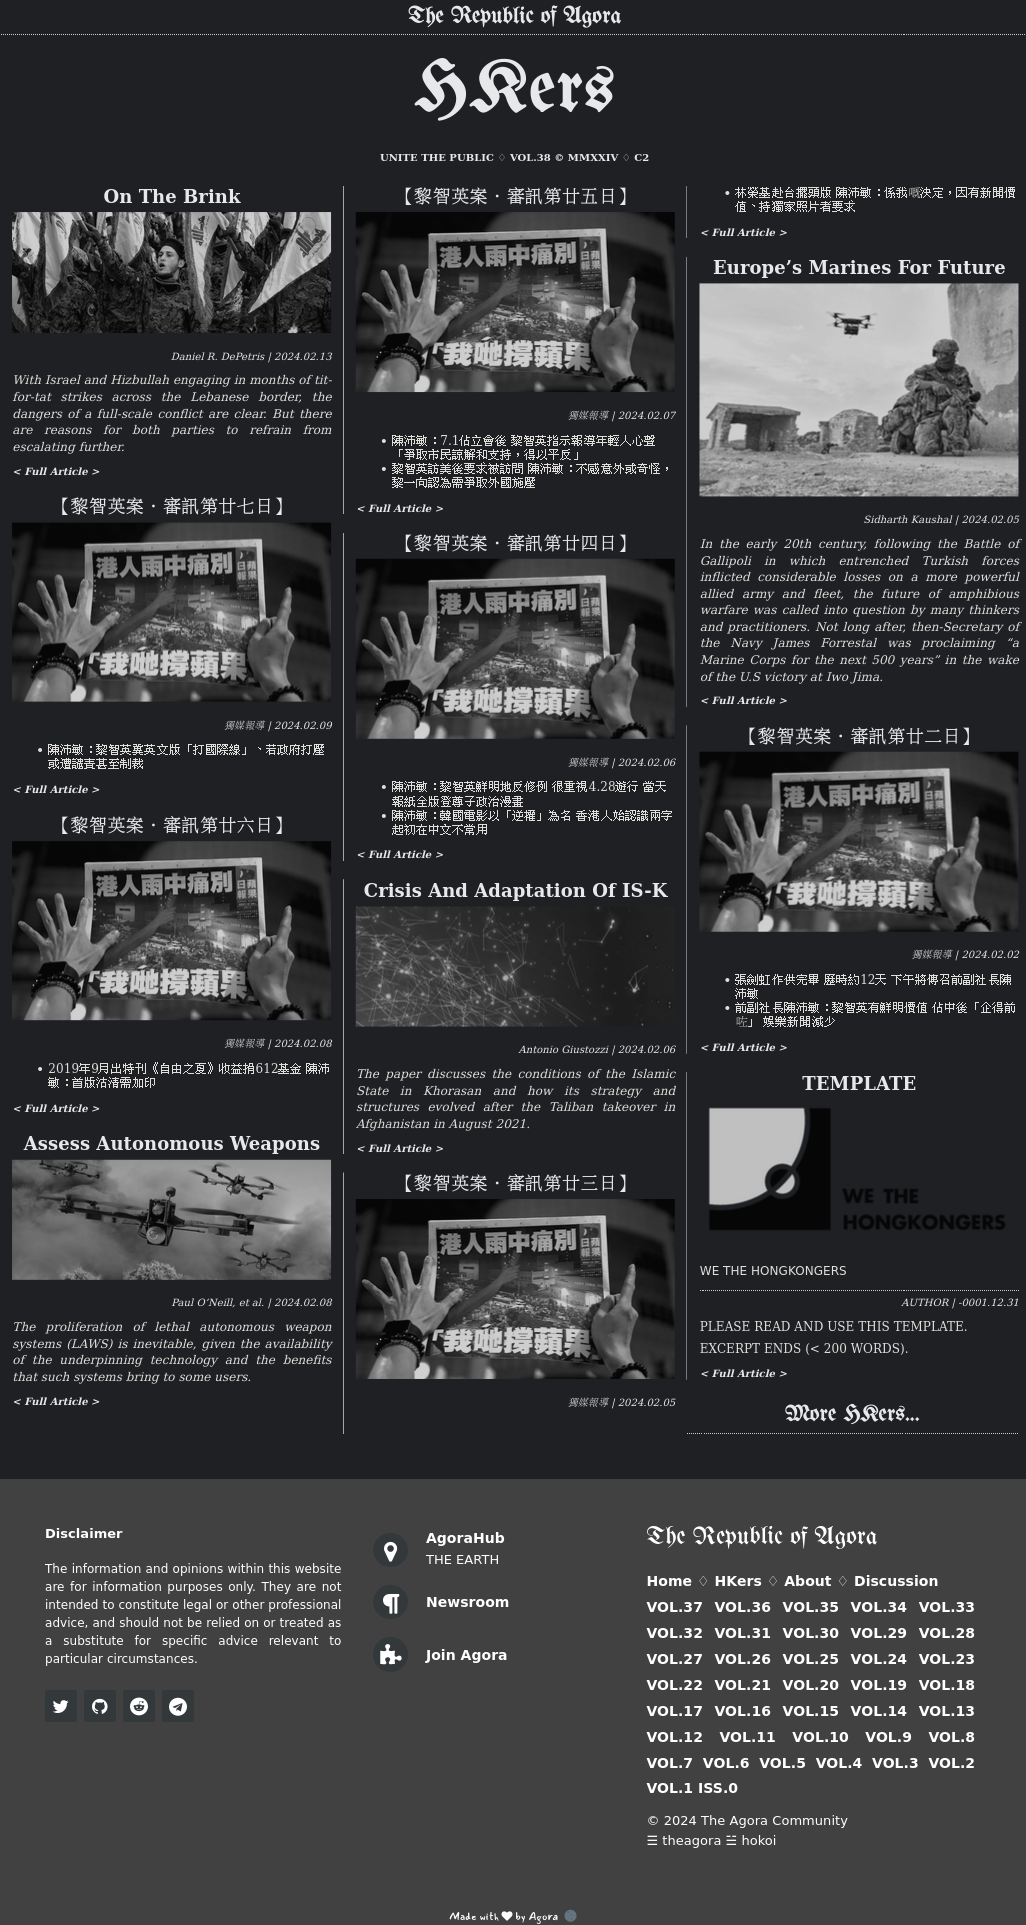 The Republic of Agora
HKers
UNITE THE PUBLIC ♢ VOL.38 © MMXXIV ♢ C2
On The Brink
Daniel R. DePetris | 2024.02.13
With Israel and Hizbullah engaging in months of tit-
for-tat strikes across the Lebanese border, the
dangers of a full-scale conflict are clear. But there
are reasons for both parties to refrain from
escalating further.
< Full Article >
【黎智英案・審訊第廿七日】
港人雨中痛別
蘋果日報
「我哋撐蘋果
獨媒報導 | 2024.02.09
• 陳沛敏：黎智英冀英文版「打國際線」、若政府打壓
或遭譴責甚至制裁
< Full Article >
【黎智英案・審訊第廿六日】
港人雨中痛別
蘋果日報
「我哋撐蘋果
獨媒報導 | 2024.02.08
• 2019年9月出特刊《自由之夏》收益捐612基金 陳沛
敏：首版沽清需加印
< Full Article >
Assess Autonomous Weapons
Paul O’Neill, et al. | 2024.02.08
The proliferation of lethal autonomous weapon
systems (LAWS) is inevitable, given the availability
of the underpinning technology and the benefits
that such systems bring to some users.
< Full Article >
【黎智英案・審訊第廿五日】
港人雨中痛別
蘋果日報
「我哋撐蘋果
獨媒報導 | 2024.02.07
• 陳沛敏：7.1佔立會後 黎智英指示報導年輕人心聲
「爭取市民諒解和支持，得以平反」
• 黎智英訪美後要求被訪問 陳沛敏：不感意外或奇怪，
黎一向認為需爭取外國施壓
< Full Article >
【黎智英案・審訊第廿四日】
港人雨中痛別
蘋果日報
「我哋撐蘋果
獨媒報導 | 2024.02.06
• 陳沛敏：黎智英鮮明地反修例 很重視4.28遊行 當天
報紙全版登尊子政治漫畫
• 陳沛敏：韓國電影以「逆權」為名 香港人始認識兩字
起初在中文不常用
< Full Article >
Crisis And Adaptation Of IS-K
Antonio Giustozzi | 2024.02.06
The paper discusses the conditions of the Islamic
State in Khorasan and how its strategy and
structures evolved after the Taliban takeover in
Afghanistan in August 2021.
< Full Article >
【黎智英案・審訊第廿三日】
港人雨中痛別
蘋果日報
「我哋撐蘋果
獨媒報導 | 2024.02.05
• 林榮基赴台擺頭版 陳沛敏：係我嘅決定，因有新聞價
值、持獨家照片者要求
< Full Article >
Europe’s Marines For Future
Sidharth Kaushal | 2024.02.05
In the early 20th century, following the Battle of
Gallipoli in which entrenched Turkish forces
inflicted considerable losses on a more powerful
allied army and fleet, the future of amphibious
warfare was called into question by many thinkers
and practitioners. Not long after, then-Secretary of
the Navy James Forrestal was proclaiming “a
Marine Corps for the next 500 years” in the wake
of the U.S victory at Iwo Jima.
< Full Article >
【黎智英案・審訊第廿二日】
港人雨中痛別
蘋果日報
「我哋撐蘋果
獨媒報導 | 2024.02.02
• 張劍虹作供完畢 歷時約12天 下午將傳召前副社長陳
沛敏
• 前副社長陳沛敏：黎智英有鮮明價值 佔中後「企得前
咗」 娛樂新聞減少
< Full Article >
TEMPLATE
WE THE
HONGKONGERS
WE THE HONGKONGERS
AUTHOR | -0001.12.31
PLEASE READ AND USE THIS TEMPLATE.
EXCERPT ENDS (< 200 WORDS).
< Full Article >
More HKers...
Disclaimer
The information and opinions within this website
are for information purposes only. They are not
intended to constitute legal or other professional
advice, and should not be relied on or treated as
a substitute for specific advice relevant to
particular circumstances.
AgoraHub
THE EARTH
Newsroom
Join Agora
The Republic of Agora
Home ♢ HKers ♢ About ♢ Discussion
VOL.37 VOL.36 VOL.35 VOL.34 VOL.33
VOL.32 VOL.31 VOL.30 VOL.29 VOL.28
VOL.27 VOL.26 VOL.25 VOL.24 VOL.23
VOL.22 VOL.21 VOL.20 VOL.19 VOL.18
VOL.17 VOL.16 VOL.15 VOL.14 VOL.13
VOL.12 VOL.11 VOL.10 VOL.9 VOL.8
VOL.7 VOL.6 VOL.5 VOL.4 VOL.3 VOL.2
VOL.1 ISS.0
© 2024 The Agora Community
☰ theagora ☱ hokoi
Made with ♥ by Agora